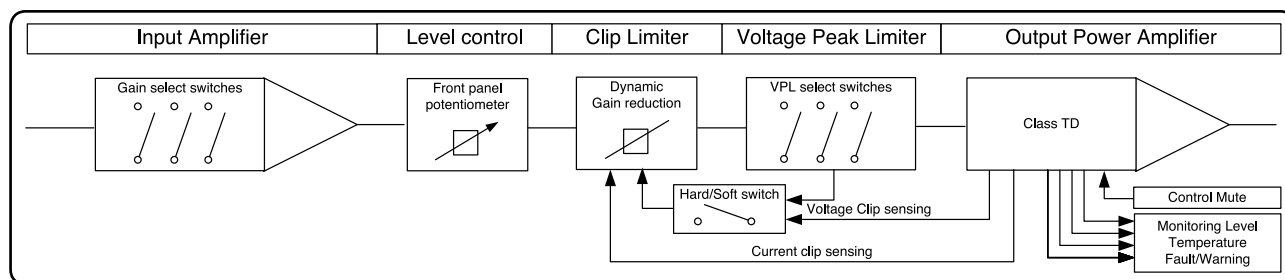 Input Amplifier
Level control
Clip Limiter
Voltage Peak Limiter
Output Power Amplifier
Gain select switches
Front panel
potentiometer
Dynamic
Gain reduction
VPL select switches
Class TD
Hard/Soft switch
Voltage Clip sensing
Current clip sensing
Control Mute
Monitoring Level
Temperature
Fault/Warning